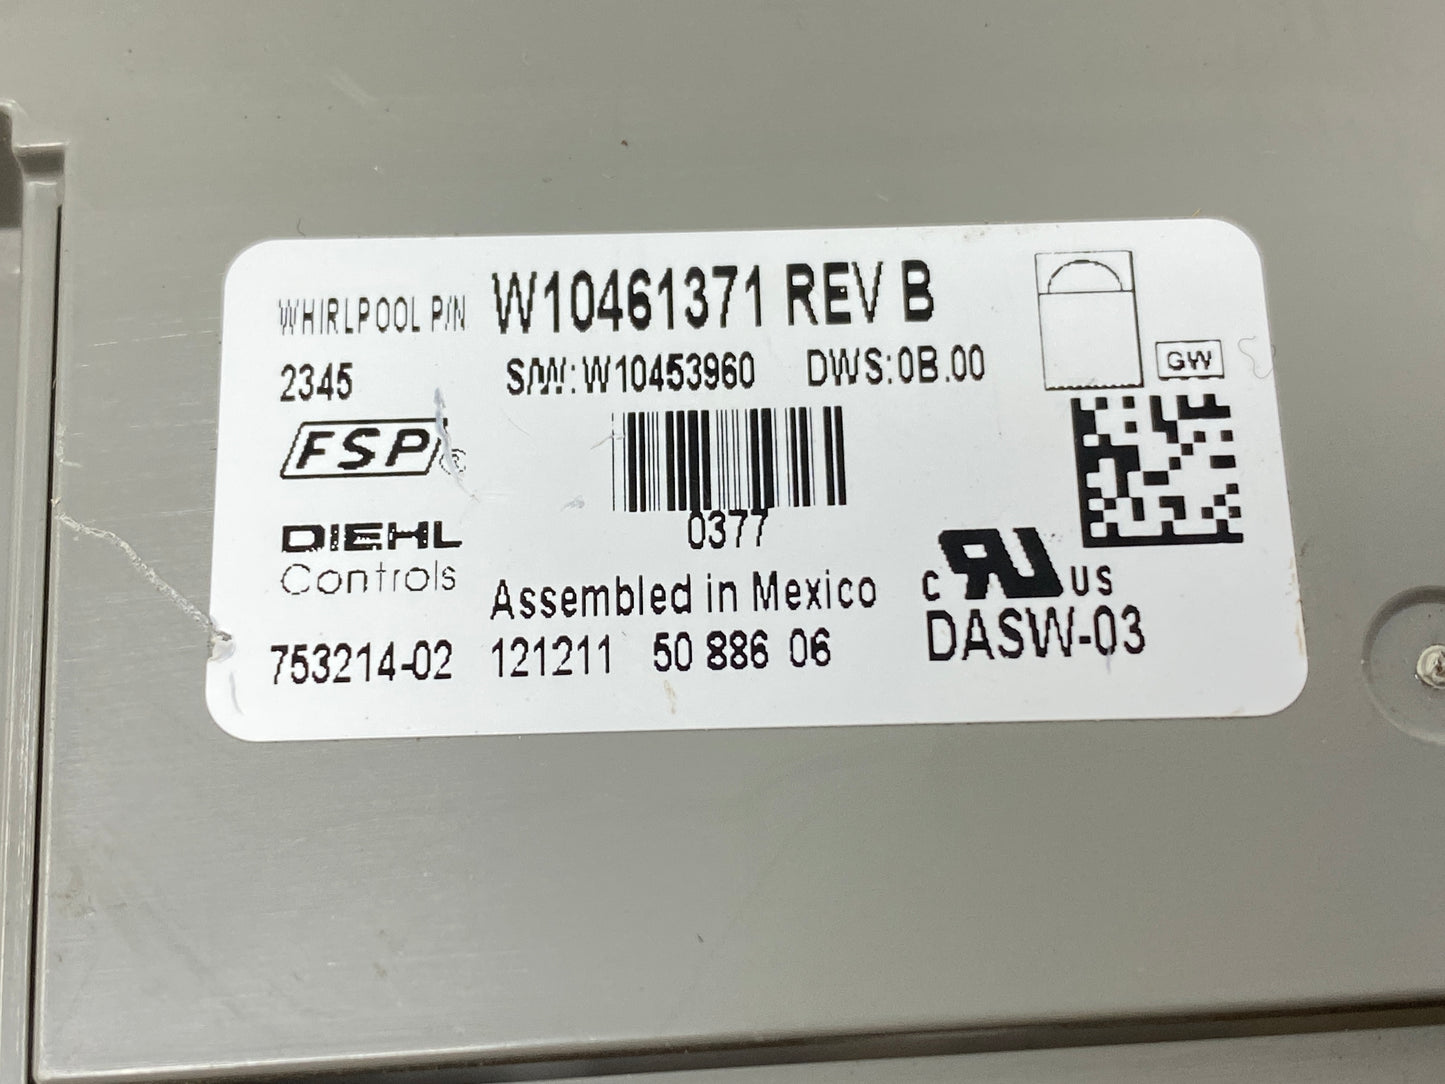 WHIRLPOOL P/N W10461371 REV B
2345 S/W: W10453960 DWS:0B.00
GW
FSP®
0377
DIEHL
Controls
Assembled in Mexico
c RU US
753214-02 121211 50 886 06 DASW-03